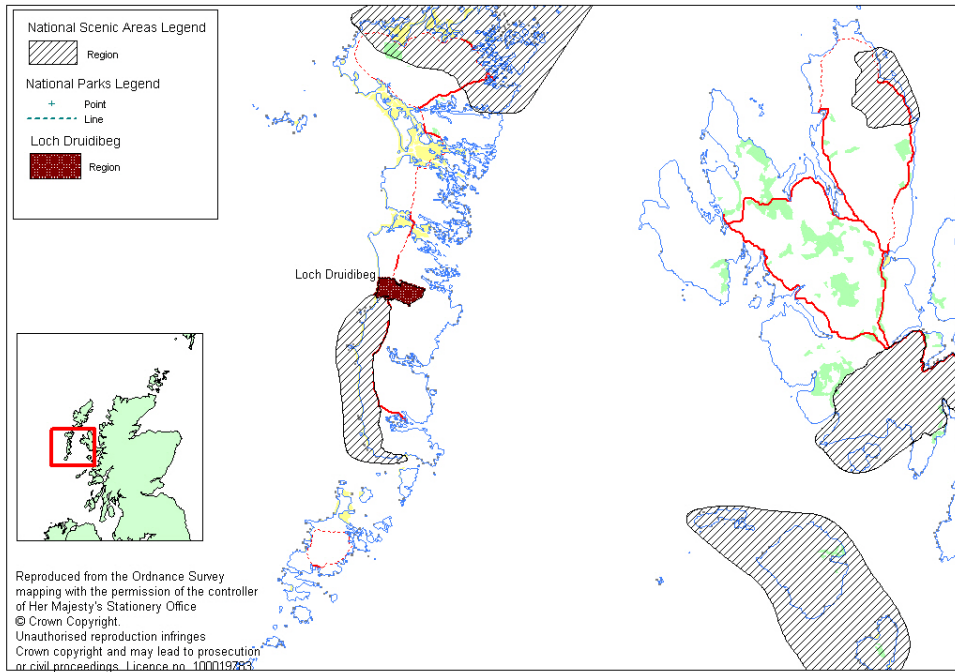 National Scenic Areas Legend
Region
National Parks Legend
Point
Line
Loch Druidibeg
Region
Loch Druidibeg
Reproduced from the Ordnance Survey
mapping with the permission of the controller
of Her Majesty's Stationery Office
© Crown Copyright.
Unauthorised reproduction infringes
Crown copyright and may lead to prosecution
or civil proceedings. Licence no. 100019783